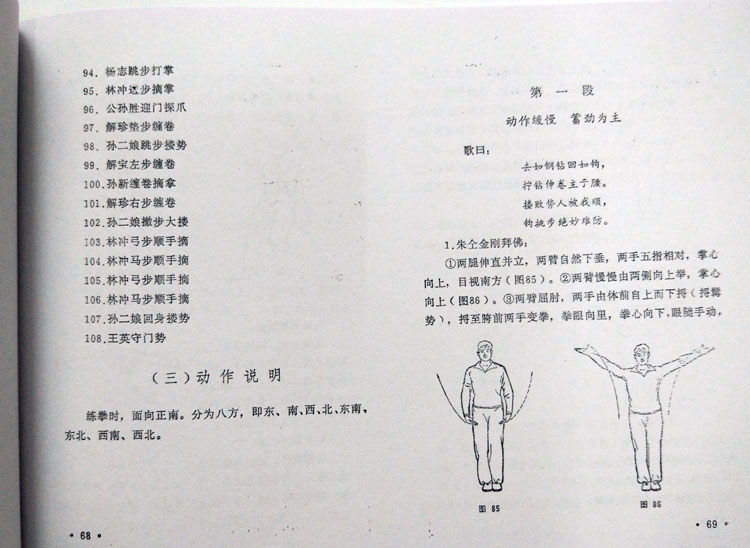 94．杨志跳步打掌
95．林冲迈步摘掌
96．公孙胜迎门探爪
97．解珍垫步缠卷
98．孙二娘跳步搂势
99．解宝左步缠卷
100．孙新缠卷摘拿
101．解珍右步缠卷
102．孙二娘撤步大搂
103．林冲弓步顺手摘
104．林冲马步顺手摘
105．林冲弓步顺手摘
106．林冲马步顺手摘
107．孙二娘回身搂势
108．王英守门势
（三）动作说明
练拳时，面向正南。分为八方，即东、南、西、北、东南、
东北、西南、西北。
· 68 ·
第一段
动作缓慢 蓄劲为主
歌曰：
去如钢钻回如钩，
拧钻伸卷主于腰。
搂败势人被我顺，
钩挑步绝妙难防。
1．朱仝金刚拜佛：
①两腿伸直并立，两臂自然下垂，两手五指相对，掌心
向上，目视南方（图85）。②两臂慢慢由两侧向上举，掌心
向上（图86）。③两臂屈肘，两手由体前自上而下捋（捋髯
势），捋至胯前两手变拳，拳眼向里，拳心向下，眼随手动，
图 85
图 86
· 69 ·